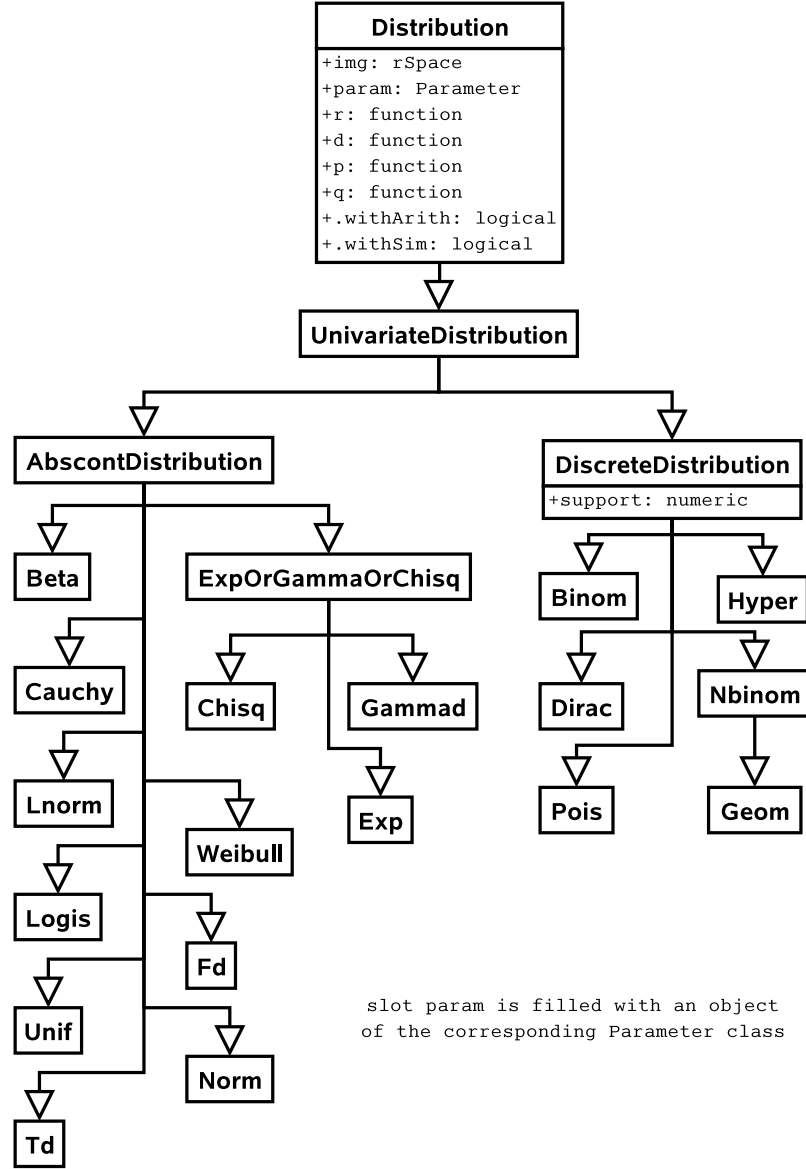 Distribution
+img: rSpace
+param: Parameter
+r: function
+d: function
+p: function
+q: function
+.withArith: logical
+.withSim: logical
UnivariateDistribution
AbscontDistribution
DiscreteDistribution
+support: numeric
Beta
ExpOrGammaOrChisq
Binom
Hyper
Cauchy
Chisq
Gammad
Dirac
Nbinom
Lnorm
Weibull
Exp
Pois
Geom
Logis
Fd
Unif
Norm
Td
slot param is filled with an object
of the corresponding Parameter class